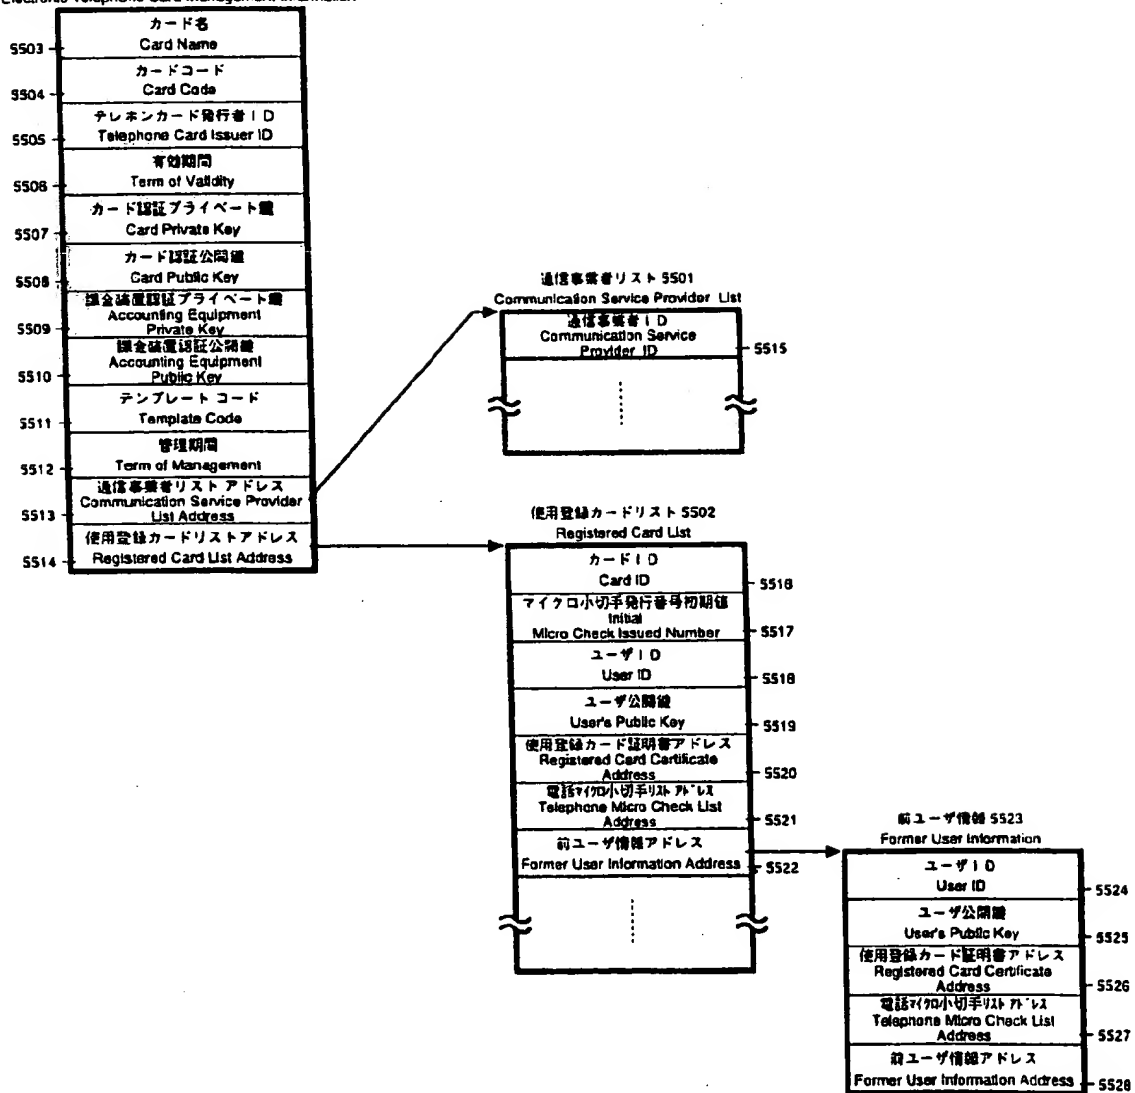 カード名
Card Name
5503
カードコード
Card Code
5504
テレホンカード発行者ID
Telephone Card Issuer ID
5505
有効期間
Term of Validity
5506
カード認証プライベート鍵
Card Private Key
5507
カード認証公開鍵
Card Public Key
5508
課金装置認証プライベート鍵
Accounting Equipment
Private Key
5509
課金装置認証公開鍵
Accounting Equipment
Public Key
5510
テンプレートコード
Template Code
5511
管理期間
Term of Management
5512
通信事業者リストアドレス
Communication Service Provider
List Address
5513
使用登録カードリストアドレス
Registered Card List Address
5514
通信事業者リスト 5501
Communication Service Provider List
通信事業者ID
Communication Service
Provider ID
5515
使用登録カードリスト 5502
Registered Card List
カードID
Card ID
5516
マイクロ小切手発行番号初期値
Initial
Micro Check Issued Number
5517
ユーザID
User ID
5518
ユーザ公開鍵
User's Public Key
5519
使用登録カード証明書アドレス
Registered Card Certificate
Address
5520
電話マイクロ小切手リストアドレス
Telephone Micro Check List
Address
5521
前ユーザ情報アドレス
Former User Information Address
5522
前ユーザ情報 5523
Former User Information
ユーザID
User ID
5524
ユーザ公開鍵
User's Public Key
5525
使用登録カード証明書アドレス
Registered Card Certificate
Address
5526
電話マイクロ小切手リストアドレス
Telephone Micro Check List
Address
5527
前ユーザ情報アドレス
Former User Information Address
5528